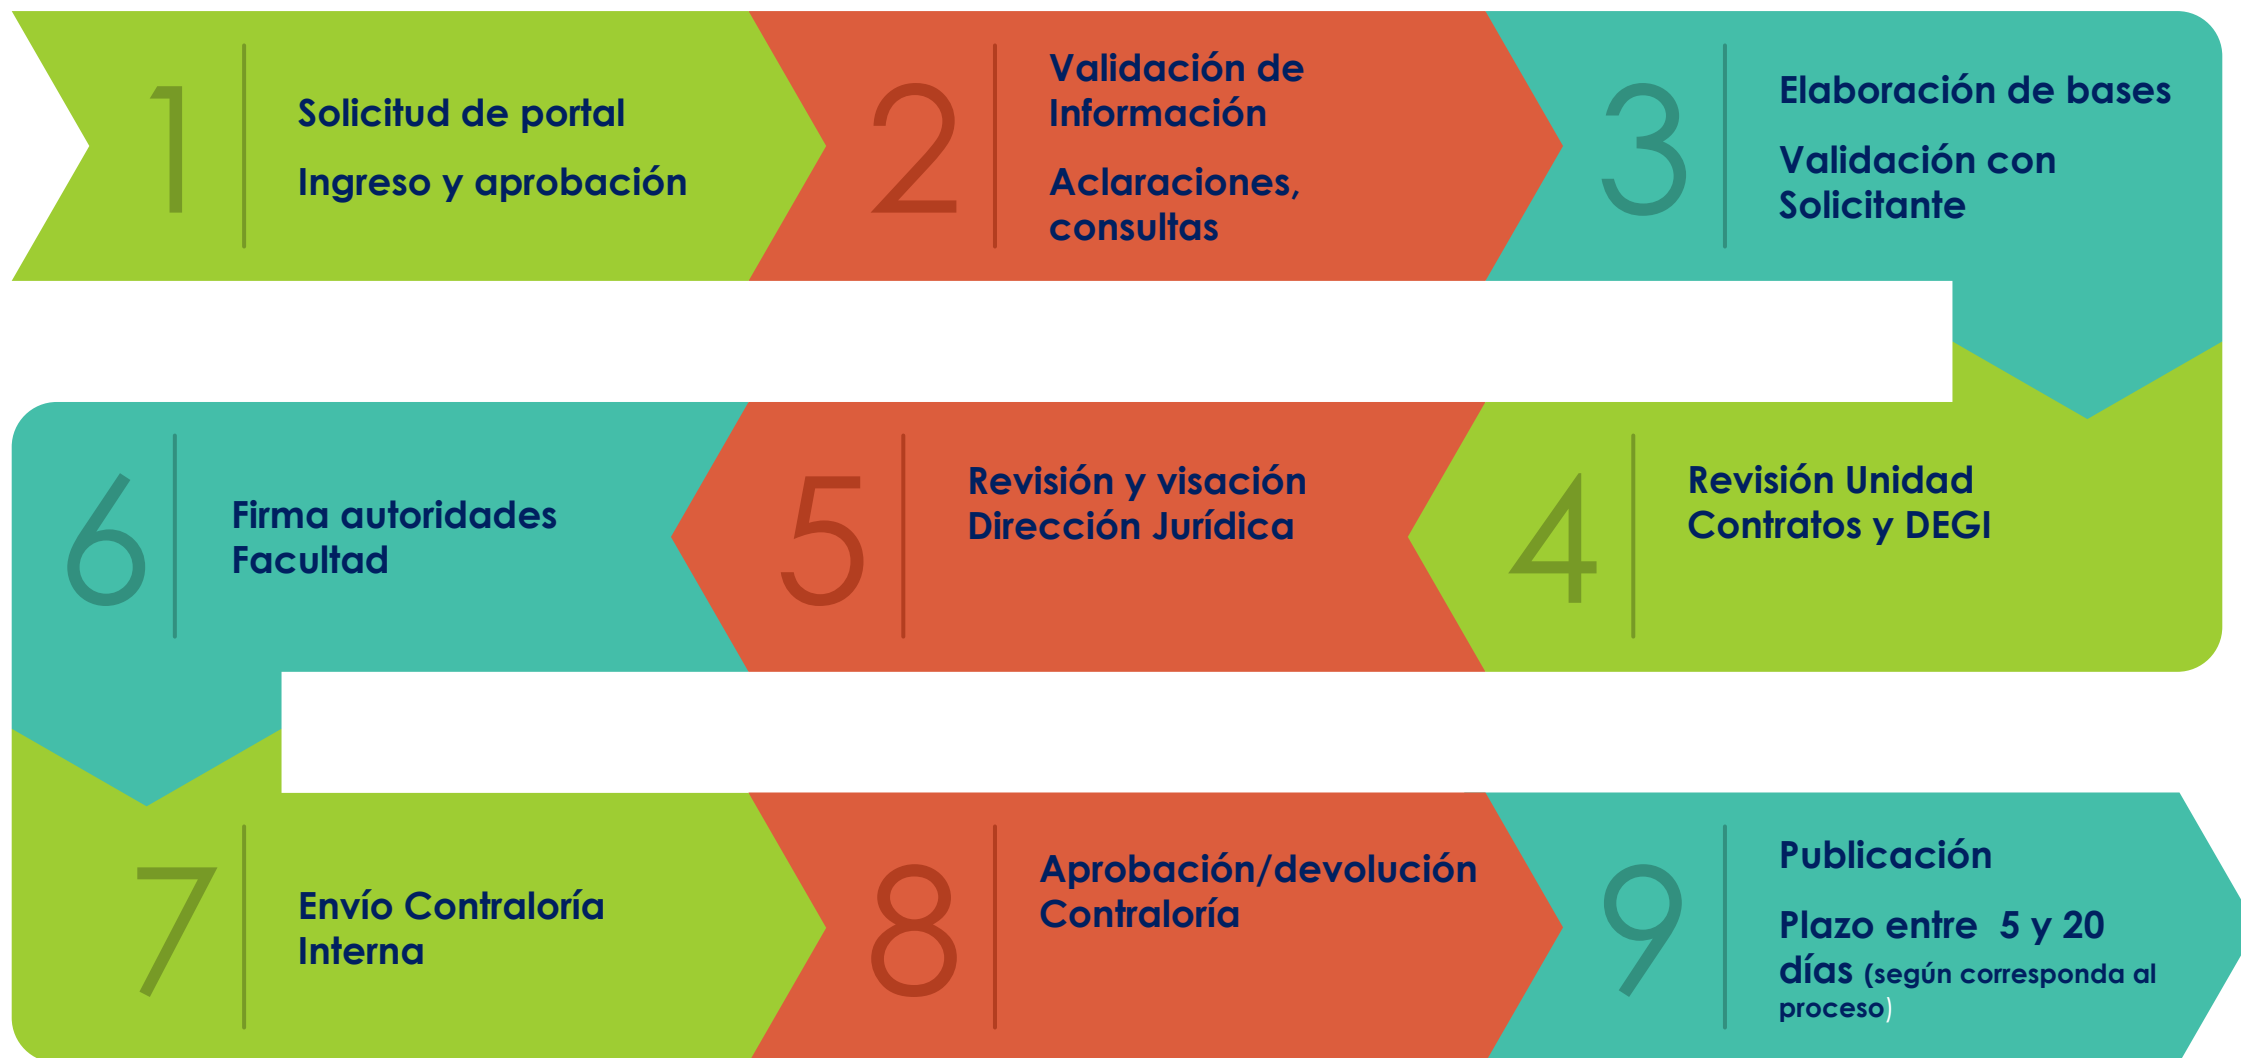 1
Solicitud de portal
Ingreso y aprobación
2
Validación de
Información
Aclaraciones,
consultas
3
Elaboración de bases
Validación con
Solicitante
4
Revisión Unidad
Contratos y DEGI
5
Revisión y visación
Dirección Jurídica
6
Firma autoridades
Facultad
7
Envío Contraloría
Interna
8
Aprobación/devolución
Contraloría
9
Publicación
Plazo entre 5 y 20
días (según corresponda al
proceso)